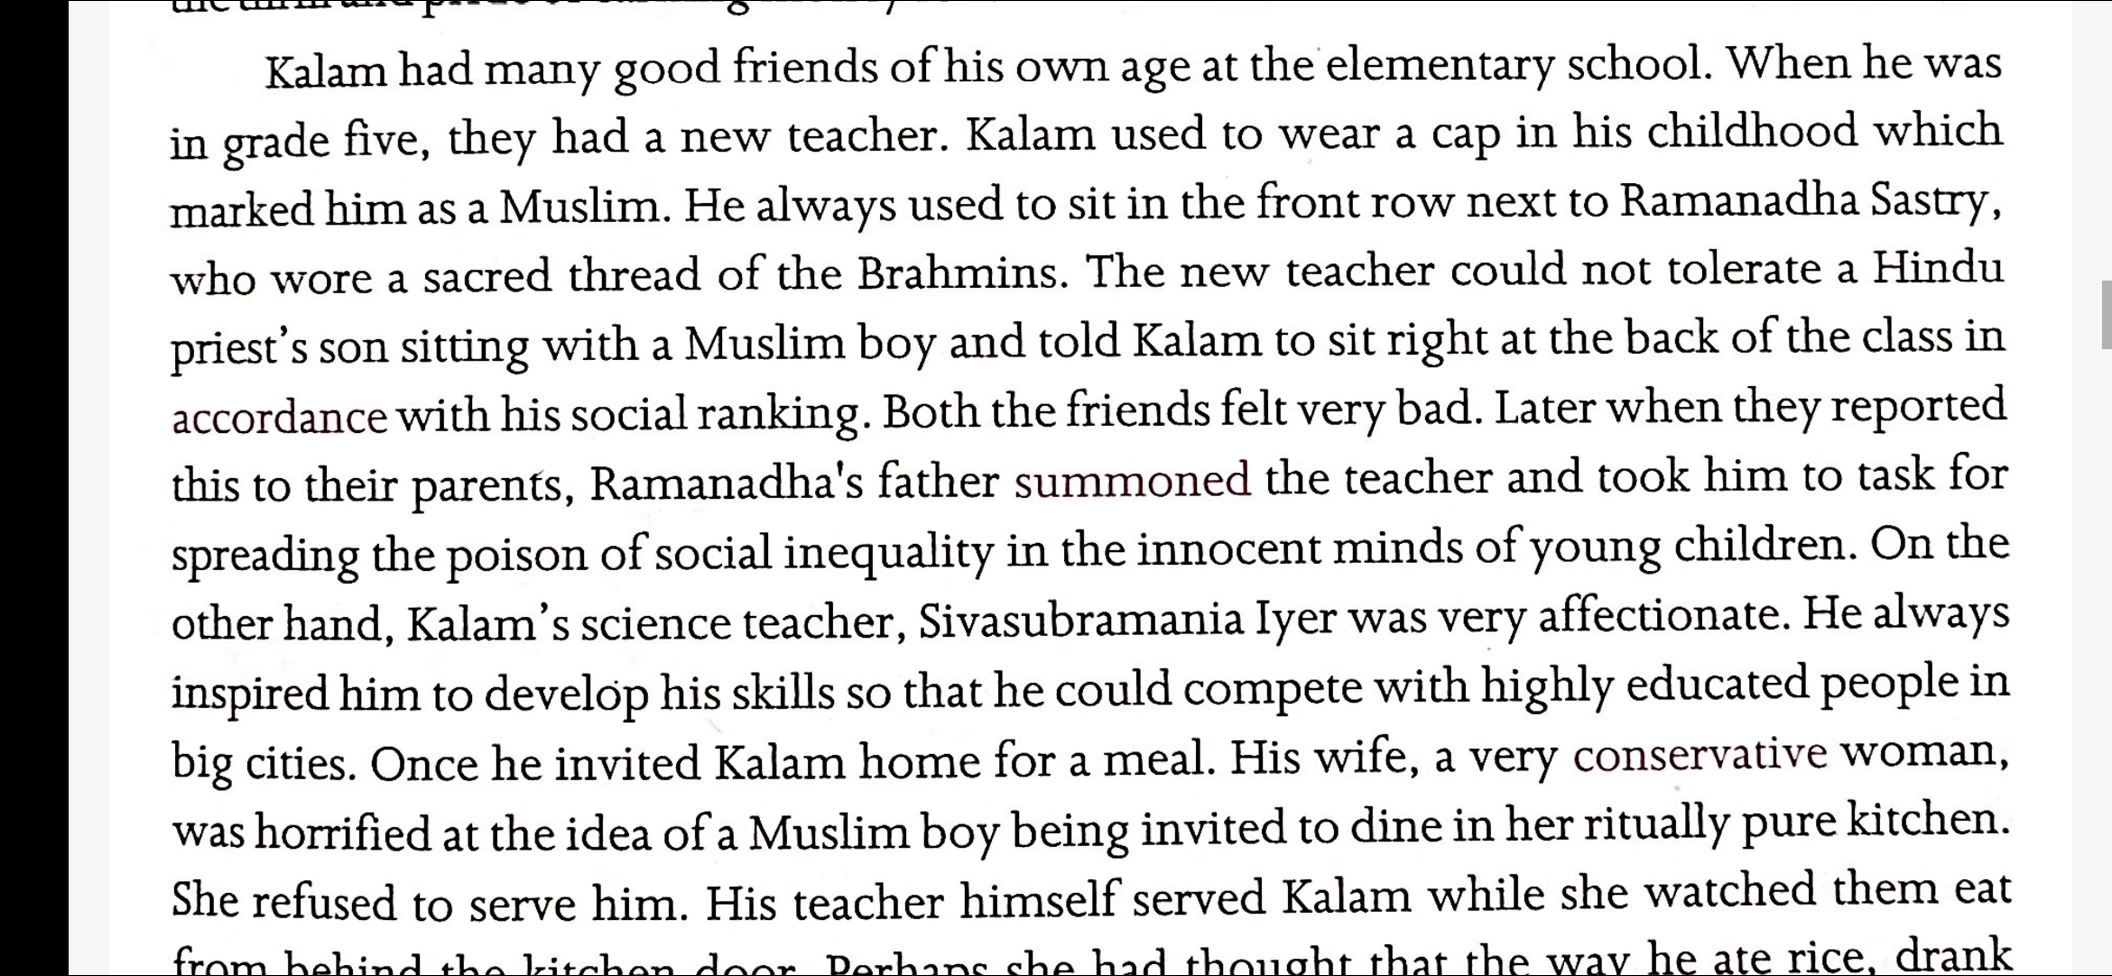 Kalam had many good friends of his own age at the elementary school. When he was
in grade five, they had a new teacher. Kalam used to wear a cap in his childhood which
marked him as a Muslim. He always used to sit in the front row next to Ramanadha Sastry,
who wore a sacred thread of the Brahmins. The new teacher could not tolerate a Hindu
priest's son sitting with a Muslim boy and told Kalam to sit right at the back of the class in
accordance with his social ranking. Both the friends felt very bad. Later when they reported
this to their parents, Ramanadha's father summoned the teacher and took him to task for
spreading the poison of social inequality in the innocent minds of young children. On the
other hand, Kalam's science teacher, Sivasubramania Iyer was very affectionate. He always
inspired him to develop his skills so that he could compete with highly educated people in
big cities. Once he invited Kalam home for a meal. His wife, a very conservative woman,
was horrified at the idea of a Muslim boy being invited to dine in her ritually pure kitchen.
She refused to serve him. His teacher himself served Kalam while she watched them eat
from behind the kitchen door. Perhaps she had thought that the way he ate rice, drank